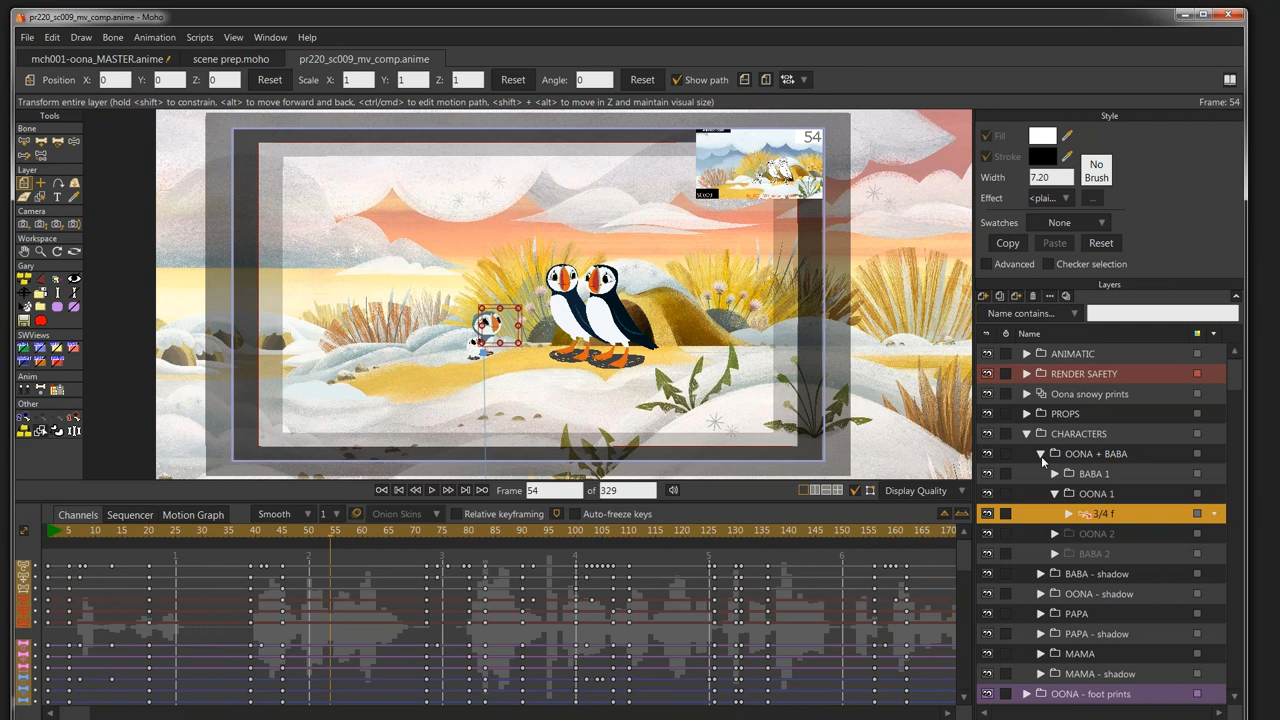 pr220_sc009_mv_comp.anime - Moho
File Edit Draw Bone Animation Scripts View Window Help
mch001-oona_MASTER.anime scene prep.moho pr220_sc009_mv_comp.anime
Position X: 0 Y: 0 Z: 0 Reset Scale X: 1 Y: 1 Z: 1 Reset Angle: 0 Reset Show path
Transform entire layer (hold <shift> to constrain, <alt> to move forward and back, <ctrl/cmd> to edit motion path, <shift> + <alt> to move in Z and maintain visual size) Frame: 54
Tools
Bone
Layer
Camera
Workspace
Gary
SWViews
Anim
Other
54
SC009
Style
Fill
Stroke
No
Brush
Width 7.20
Effect <plai... ...
Swatches None
Copy Paste Reset
Advanced Checker selection
Layers
Name contains...
Name
ANIMATIC
RENDER SAFETY
Oona snowy prints
PROPS
CHARACTERS
OONA + BABA
BABA 1
OONA 1
3/4 f
OONA 2
BABA 2
BABA - shadow
OONA - shadow
PAPA
PAPA - shadow
MAMA
MAMA - shadow
OONA - foot prints
Frame 54 of 329 Display Quality
Channels Sequencer Motion Graph Smooth 1 Onion Skins Relative keyframing Auto-freeze keys
5 10 15 20 25 30 35 40 45 50 55 60 65 70 75 80 85 90 95 100 105 110 115 120 125 130 135 140 145 150 155 160 165 170
1 2 3 4 5 6